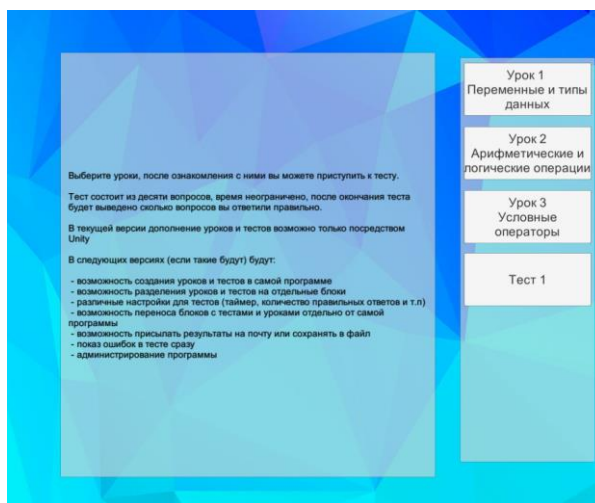 Выберите уроки, после ознакомления с ними вы можете приступить к тесту.
Тест состоит из десяти вопросов, время неограничено, после окончания теста
будет выведено сколько вопросов вы ответили правильно.
В текущей версии дополнение уроков и тестов возможно только посредством
Unity
В следующих версиях (если такие будут) будут:
- возможность создания уроков и тестов в самой программе
- возможность разделения уроков и тестов на отдельные блоки
- различные настройки для тестов (таймер, количество правильных ответов и т.п)
- возможность переноса блоков с тестами и уроками отдельно от самой
программы
- возможность присылать результаты на почту или сохранять в файл
- показ ошибок в тесте сразу
- администрирование программы
Урок 1
Переменные и типы
данных
Урок 2
Арифметические и
логические операции
Урок 3
Условные
операторы
Тест 1